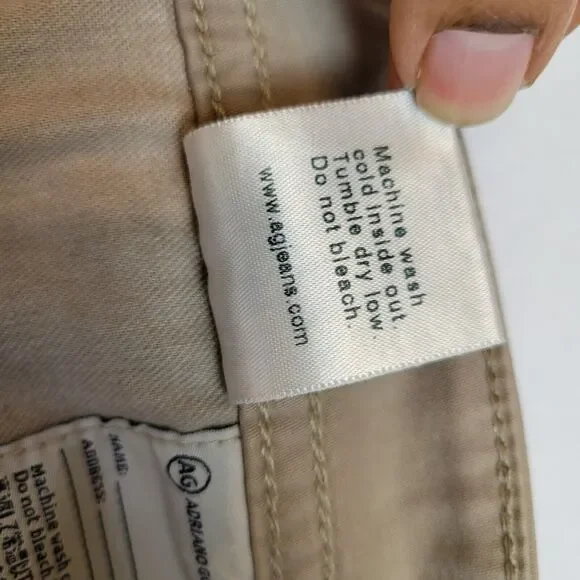 Machine wash
cold inside out.
Tumble dry low.
Do not bleach.
www.agjeans.com
AG ADRIANO
NAME:
ADDRESS:
Machine wash
Do not bleach